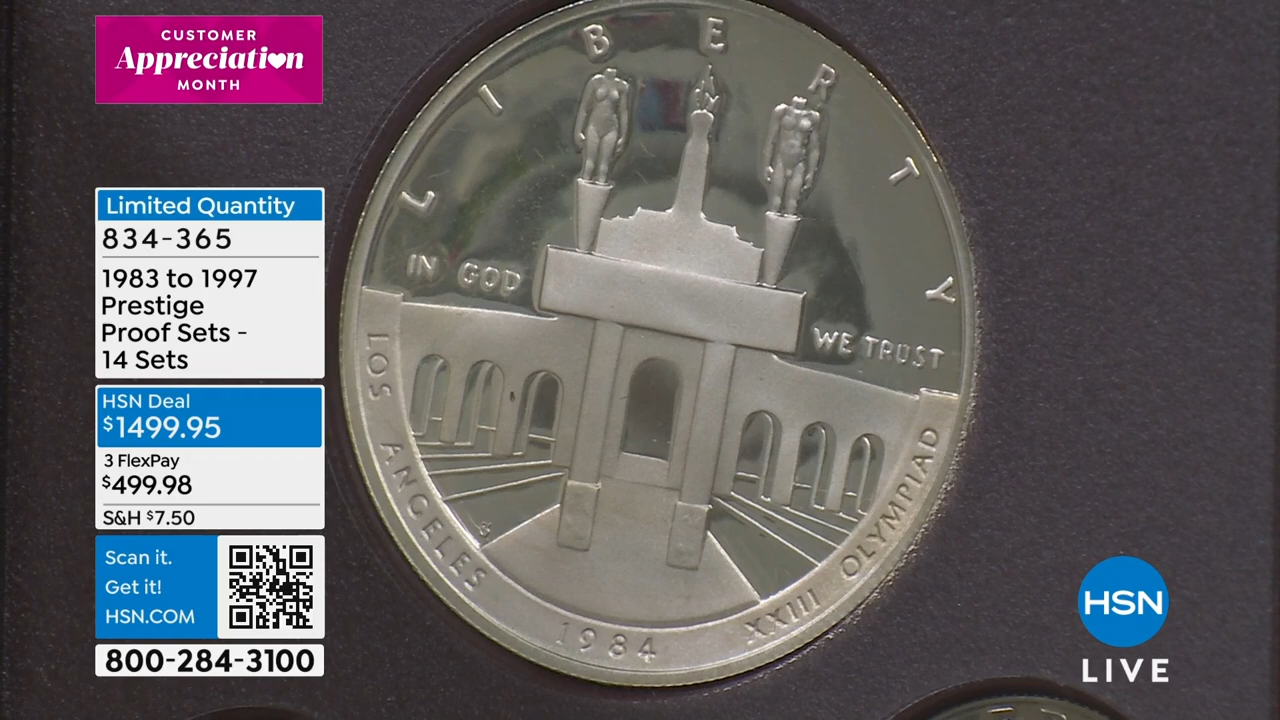 CUSTOMER
Appreciation
MONTH
Limited Quantity
834-365
1983 to 1997
Prestige
Proof Sets -
14 Sets
HSN Deal
$1499.95
3 FlexPay
$499.98
S&H $7.50
Scan it.
Get it!
HSN.COM
800-284-3100
LIBERTY
IN GOD
WE TRUST
LOS ANGELES
1984
XXIII OLYMPIAD
HSN
LIVE